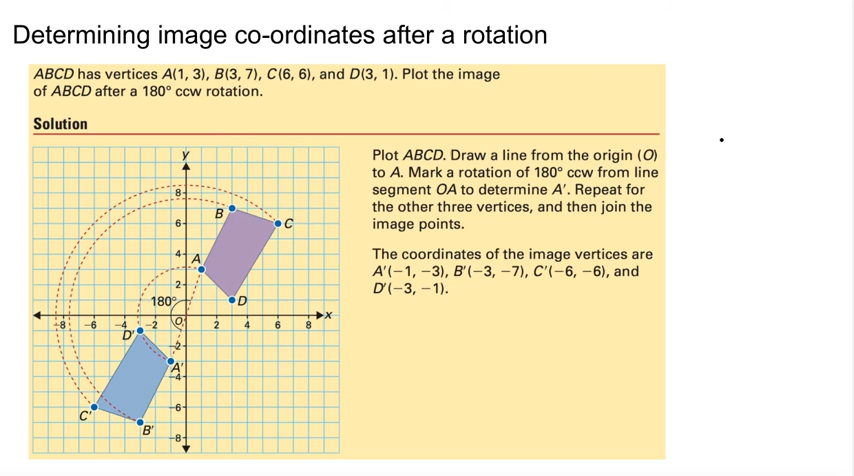 Determining image co-ordinates after a rotation
ABCD has vertices A(1, 3), B(3, 7), C(6, 6), and D(3, 1). Plot the image
of ABCD after a 180° ccw rotation.
Solution
Plot ABCD. Draw a line from the origin (O)
to A. Mark a rotation of 180° ccw from line
segment OA to determine A′. Repeat for
the other three vertices, and then join the
image points.
The coordinates of the image vertices are
A′(−1, −3), B′(−3, −7), C′(−6, −6), and
D′(−3, −1).
y
8
B
C
6
4
A
2
180°
D
x
−8 −6 −4 −2 O 2 4 6 8
D′
−2
A′
−4
−6
C′
B′
−8